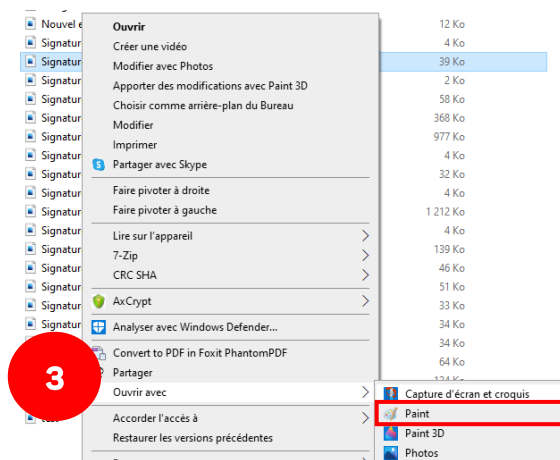 Nouvel e
12 Ko
Ouvrir
Signatur
4 Ko
Créer une vidéo
Signatur
39 Ko
Modifier avec Photos
Signatur
2 Ko
Apporter des modifications avec Paint 3D
Signatur
58 Ko
Choisir comme arrière-plan du Bureau
Signatur
368 Ko
Modifier
Signatur
977 Ko
Imprimer
Signatur
4 Ko
Partager avec Skype
Signatur
32 Ko
Signatur
4 Ko
Faire pivoter à droite
Signatur
1 212 Ko
Faire pivoter à gauche
Signatur
4 Ko
Lire sur l'appareil
Signatur
139 Ko
7-Zip
Signatur
46 Ko
CRC SHA
Signatur
51 Ko
AxCrypt
Signatur
33 Ko
Signatur
34 Ko
Analyser avec Windows Defender...
34 Ko
Convert to PDF in Foxit PhantomPDF
64 Ko
Partager
3
Ouvrir avec
Capture d'écran et croquis
Accorder l'accès à
Paint
Restaurer les versions précédentes
Paint 3D
Photos